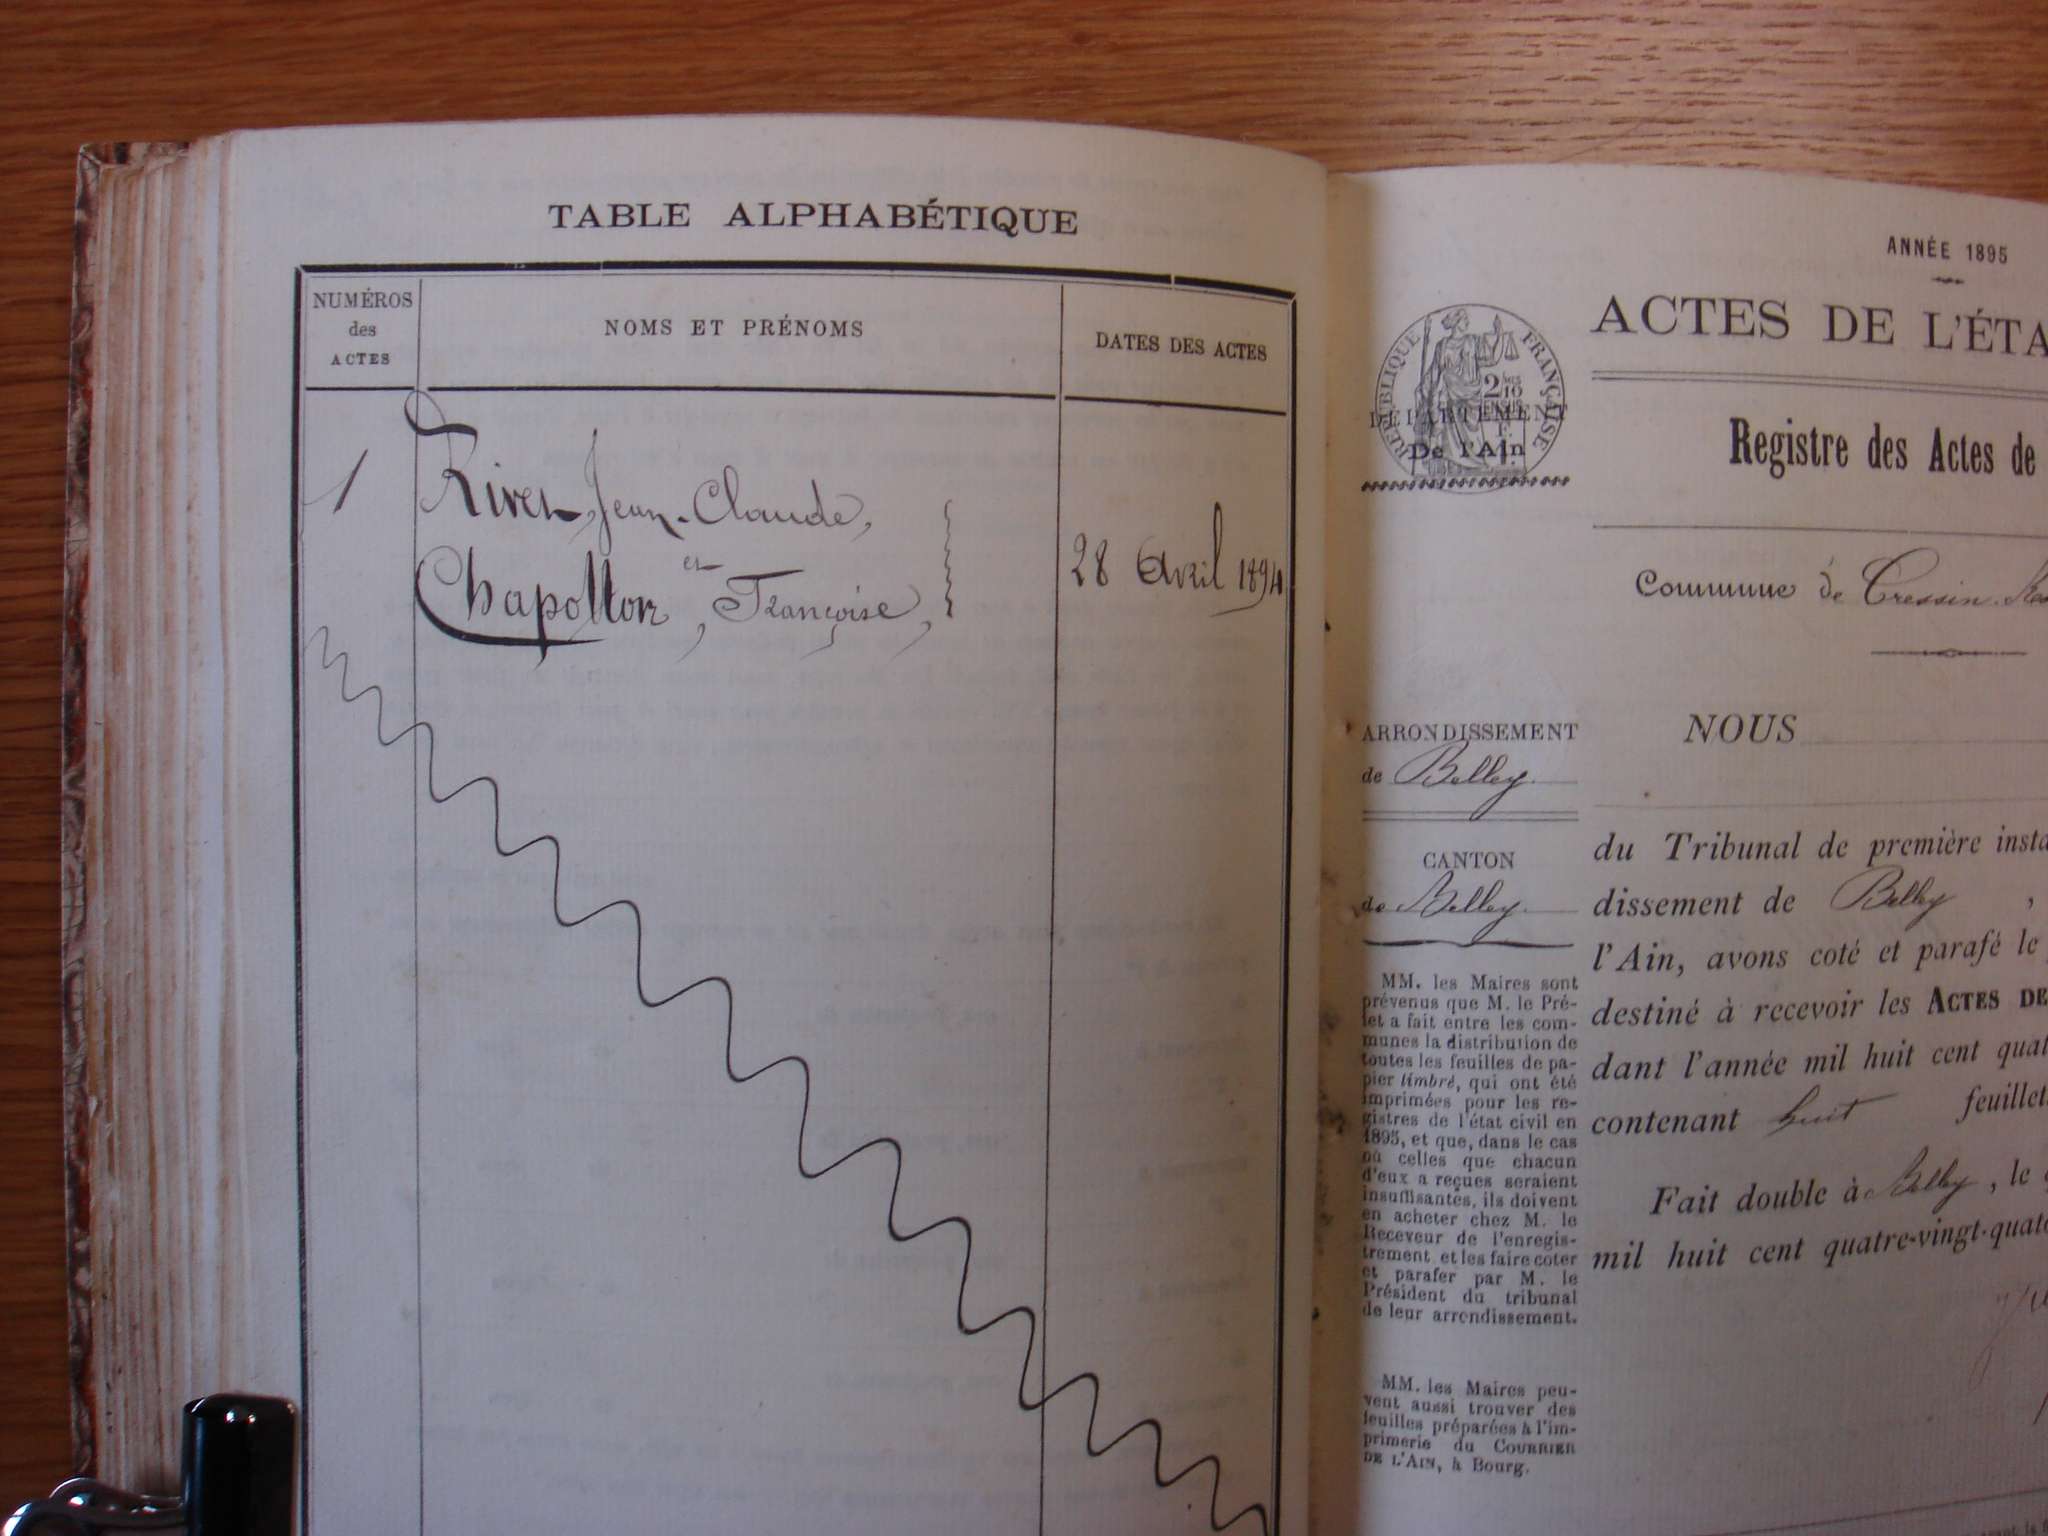 TABLE ALPHABÉTIQUE
NUMÉROS
des
ACTES
NOMS ET PRÉNOMS
DATES DES ACTES
1
Rivet, Jean-Claude,
et
Chapollon, Françoise,
28 Avril 1894
ANNÉE 1895
ACTES DE L'ÉTA
RÉPUBLIQUE FRANÇAISE
DÉPARTEMENT
De l'Ain
Registre des Actes de
Commune de Cressin
ARRONDISSEMENT
de Belley.
CANTON
de Belley.
MM. les Maires sont
prévenus que M. le Pré-
fet a fait entre les com-
munes la distribution de
toutes les feuilles de pa-
pier timbré, qui ont été
imprimées pour les re-
gistres de l'état civil en
1895, et que, dans le cas
où celles que chacun
d'eux a reçues seraient
insuffisantes, ils doivent
en acheter chez M. le
Receveur de l'enregis-
trement et les faire coter
et parafer par M. le
Président du tribunal
de leur arrondissement.
MM. les Maires peu-
vent aussi trouver des
feuilles préparées à l'im-
primerie du COURRIER
DE L'AIN, à Bourg.
NOUS
du Tribunal de première insta
dissement de Belley ,
l'Ain, avons coté et parafé le
destiné à recevoir les ACTES DE
dant l'année mil huit cent quat
contenant huit feuillet
Fait double à Belley, le
mil huit cent quatre-vingt-quato